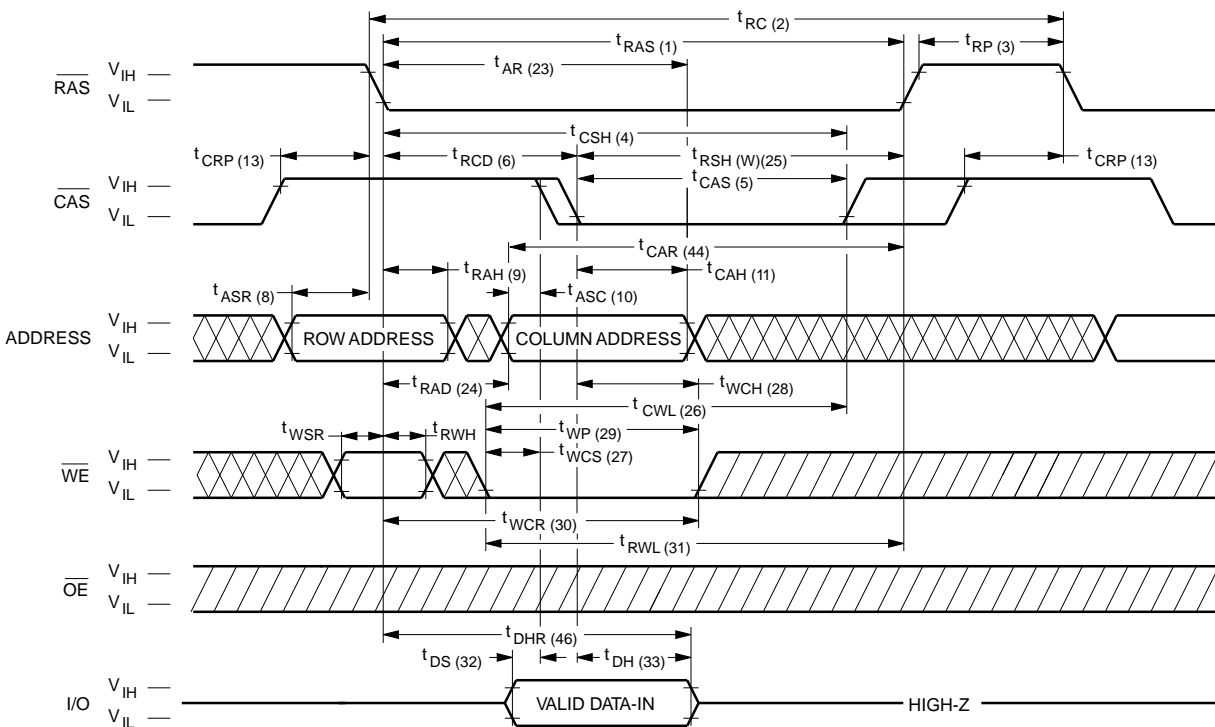 t RC (2)
t RAS (1)
t RP (3)
t AR (23)
RAS
V IH
V IL
t CSH (4)
t CRP (13)
t RCD (6)
t RSH (W)(25)
t CRP (13)
t CAS (5)
CAS
V IH
V IL
t CAR (44)
t RAH (9)
t CAH (11)
t ASR (8)
t ASC (10)
ADDRESS
V IH
V IL
ROW ADDRESS
COLUMN ADDRESS
t RAD (24)
t WCH (28)
t CWL (26)
t WSR
t RWH
t WP (29)
t WCS (27)
WE
V IH
V IL
t WCR (30)
t RWL (31)
OE
V IH
V IL
t DHR (46)
t DS (32)
t DH (33)
I/O
V IH
V IL
VALID DATA-IN
HIGH-Z